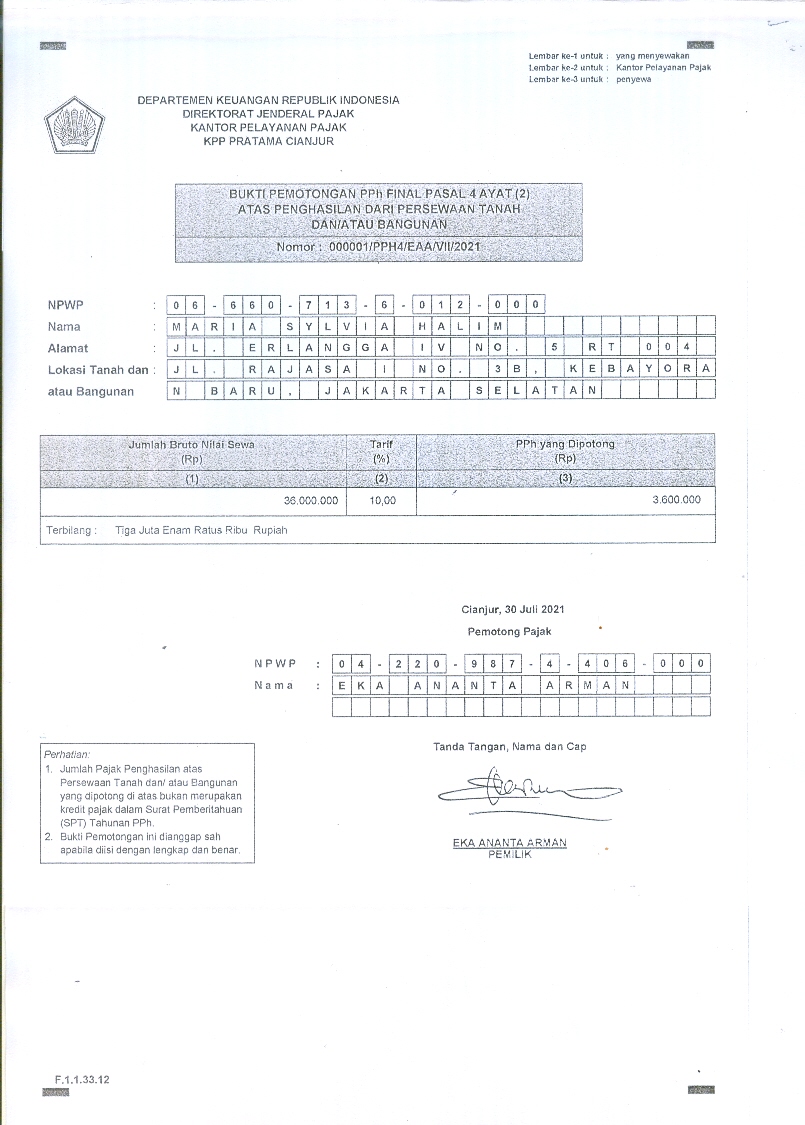 Lembar ke-1 untuk : yang menyewakan
Lembar ke-2 untuk : Kantor Pelayanan Pajak
Lembar ke-3 untuk : penyewa
DEPARTEMEN KEUANGAN REPUBLIK INDONESIA
DIREKTORAT JENDERAL PAJAK
KANTOR PELAYANAN PAJAK
KPP PRATAMA CIANJUR
BUKTI PEMOTONGAN PPh FINAL PASAL 4 AYAT (2)
ATAS PENGHASILAN DARI PERSEWAAN TANAH
DAN/ATAU BANGUNAN
Nomor : 000001/PPH4/EAA/VII/2021
NPWP : 06-660-713-6-012-000
Nama : MARIA SYLVIA HALIM
Alamat : JL. ERLANGGA IV NO. 5 RT 004
Lokasi Tanah dan : JL. RAJASA I NO. 3B, KEBAYORA
atau Bangunan N BARU, JAKARTA SELATAN
Jumlah Bruto Nilai Sewa Tarif PPh yang Dipotong
(Rp) (%) (Rp)
(1) (2) (3)
36.000.000 10,00 3.600.000
Terbilang : Tiga Juta Enam Ratus Ribu Rupiah
Cianjur, 30 Juli 2021
Pemotong Pajak
NPWP : 04-220-987-4-406-000
Nama : EKA ANANTA ARMAN
Tanda Tangan, Nama dan Cap
EKA ANANTA ARMAN
PEMILIK
Perhatian:
1. Jumlah Pajak Penghasilan atas
Persewaan Tanah dan/ atau Bangunan
yang dipotong di atas bukan merupakan
kredit pajak dalam Surat Pemberitahuan
(SPT) Tahunan PPh.
2. Bukti Pemotongan ini dianggap sah
apabila diisi dengan lengkap dan benar.
F.1.1.33.12